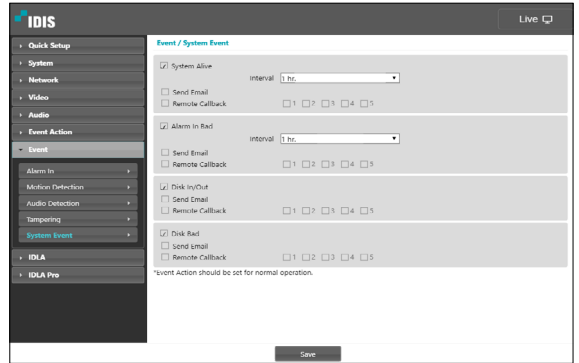 IDIS
Live
Quick Setup
System
Network
Video
Audio
Event Action
Event
Alarm In
Motion Detection
Audio Detection
Tampering
System Event
IDLA
IDLA Pro
Event / System Event
System Alive
Interval 1 hr.
Send Email
Remote Callback 1 2 3 4 5
Alarm In Bad
Interval 1 hr.
Send Email
Remote Callback 1 2 3 4 5
Disk In/Out
Send Email
Remote Callback 1 2 3 4 5
Disk Bad
Send Email
Remote Callback 1 2 3 4 5
*Event Action should be set for normal operation.
Save